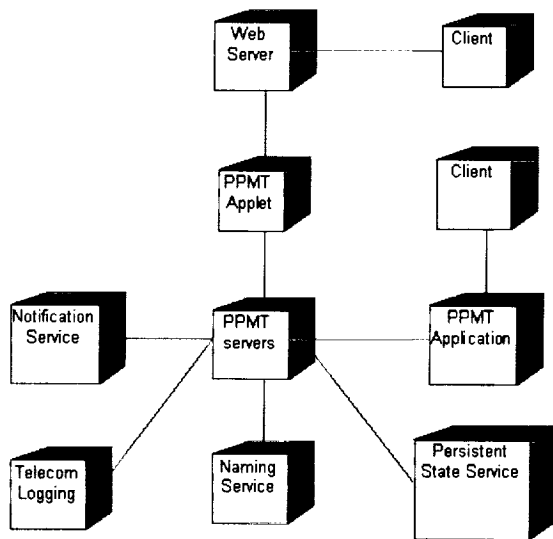 Web
Server
Client
PPMT
Applet
Client
Notification
Service
PPMT
servers
PPMT
Application
Telecom
Logging
Naming
Service
Persistent
State Service